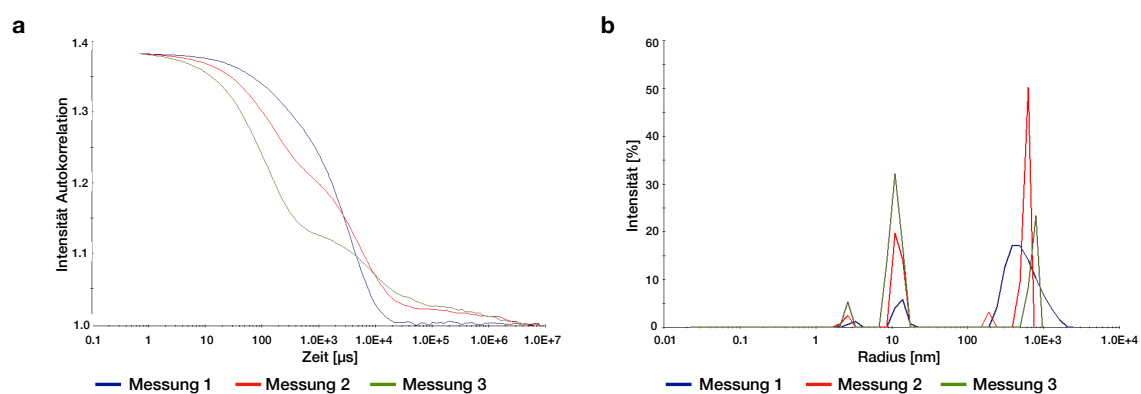 a
Intensität Autokorrelation
1.4
1.3
1.2
1.1
1.0
0.1 1 10 100 1.0E+3 1.0E+4 1.0E+5 1.0E+6 1.0E+7
Zeit [µs]
Messung 1 Messung 2 Messung 3
b
Intensität [%]
60
50
40
30
20
10
0
0.01 0.1 1 10 100 1.0E+3 1.0E+4
Radius [nm]
Messung 1 Messung 2 Messung 3